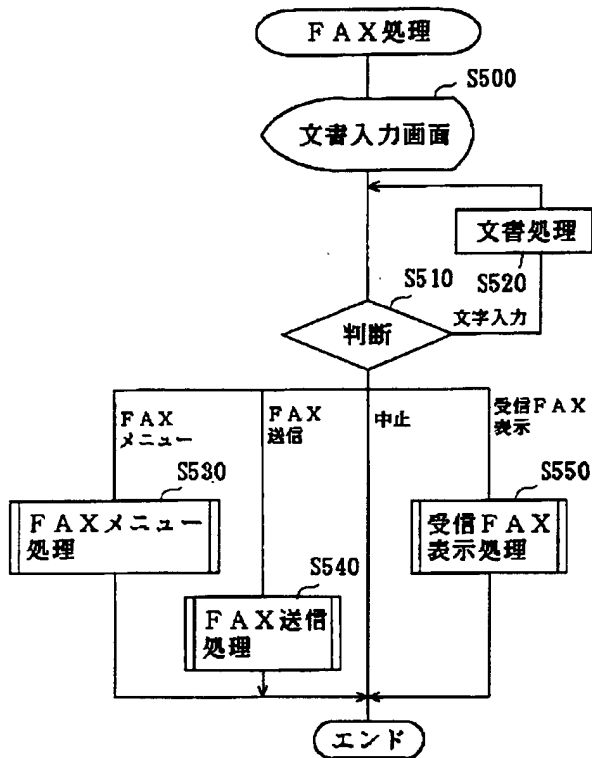 FAX処理
S500
文書入力画面
文書処理
S520
S510
判断
文字入力
FAX
メニュー
FAX
送信
中止
受信FAX
表示
S530
FAXメニュー
処理
S540
FAX送信
処理
S550
受信FAX
表示処理
エンド